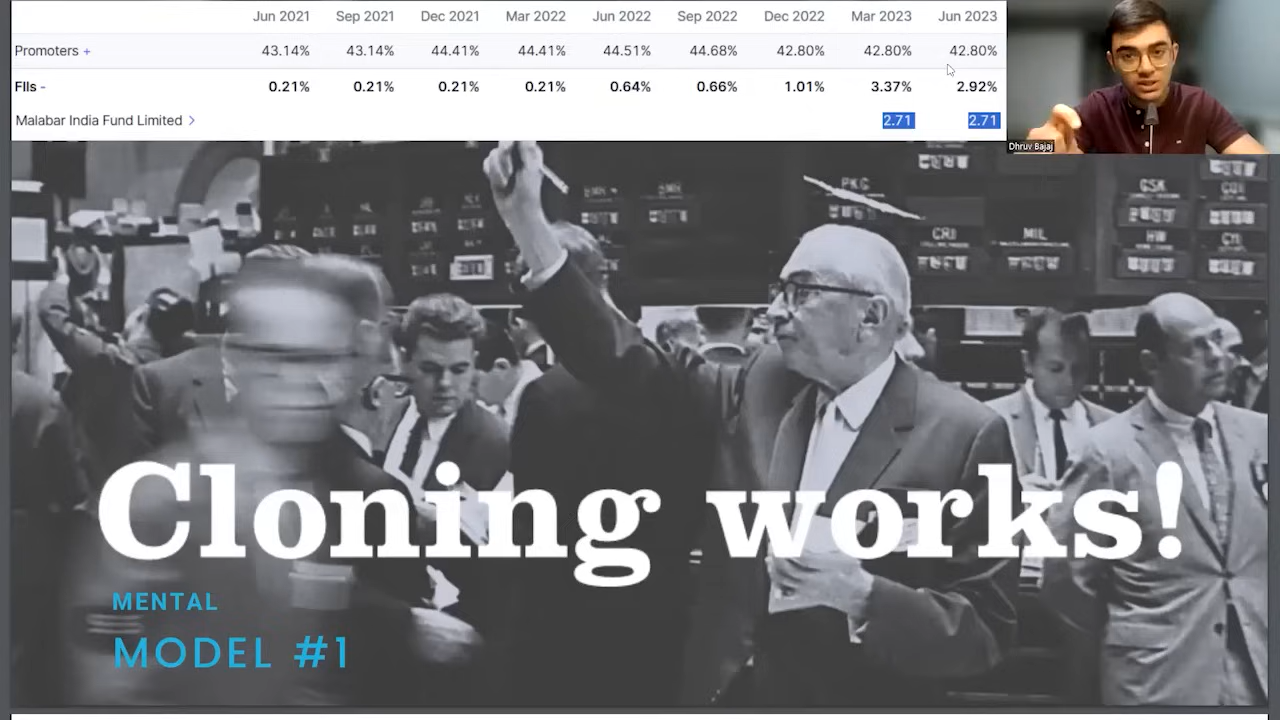 Jun 2021 Sep 2021 Dec 2021 Mar 2022 Jun 2022 Sep 2022 Dec 2022 Mar 2023 Jun 2023
Promoters + 43.14% 43.14% 44.41% 44.41% 44.51% 44.68% 42.80% 42.80% 42.80%
FIIs - 0.21% 0.21% 0.21% 0.21% 0.64% 0.66% 1.01% 3.37% 2.92%
Malabar India Fund Limited > 2.71 2.71
Dhruv Bajaj
PKG
GSK
CRI
MIL
HW
Cloning works!
MENTAL
MODEL #1